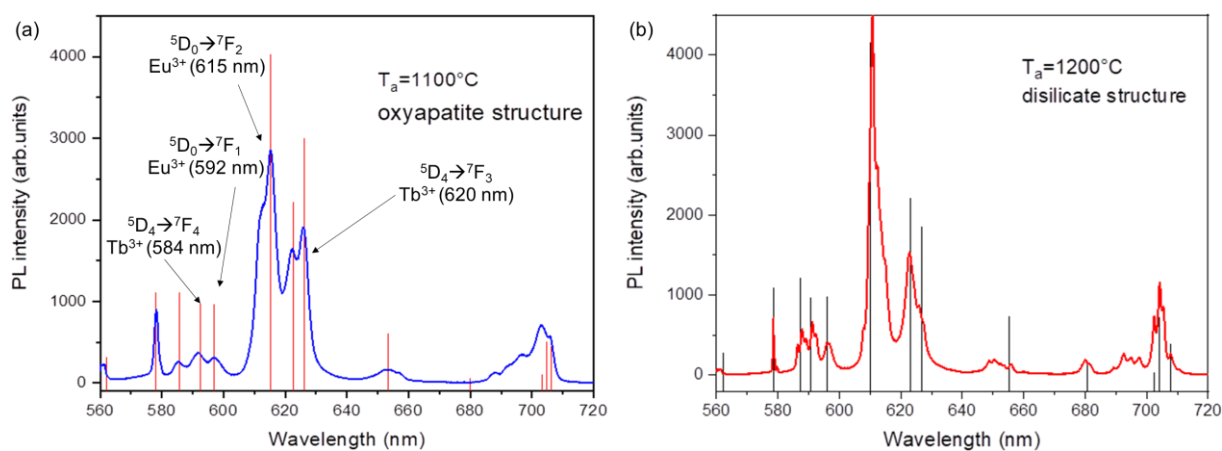 (a)
⁵D₀→⁷F₂
Eu³⁺ (615 nm)
⁵D₀→⁷F₁
Eu³⁺ (592 nm)
⁵D₄→⁷F₄
Tb³⁺ (584 nm)
⁵D₄→⁷F₃
Tb³⁺ (620 nm)
Tₐ=1100°C
oxyapatite structure
PL intensity (arb.units)
4000
3000
2000
1000
0
560 580 600 620 640 660 680 700 720
Wavelength (nm)
(b)
Tₐ=1200°C
disilicate structure
PL intensity (arb.units)
4000
3000
2000
1000
0
560 580 600 620 640 660 680 700 720
Wavelength (nm)